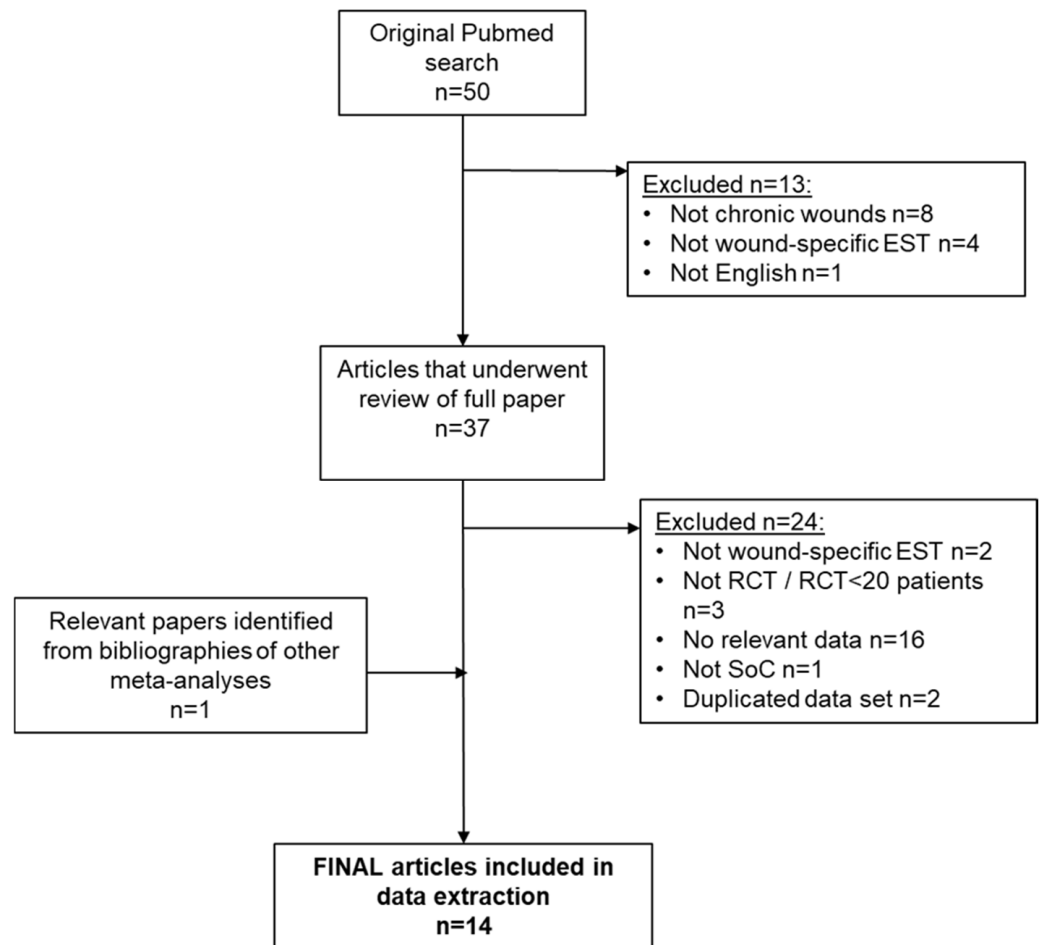 Original Pubmed
search
n=50
Excluded n=13:
• Not chronic wounds n=8
• Not wound-specific EST n=4
• Not English n=1
Articles that underwent
review of full paper
n=37
Excluded n=24:
• Not wound-specific EST n=2
• Not RCT / RCT<20 patients
n=3
• No relevant data n=16
• Not SoC n=1
• Duplicated data set n=2
Relevant papers identified
from bibliographies of other
meta-analyses
n=1
FINAL articles included in
data extraction
n=14